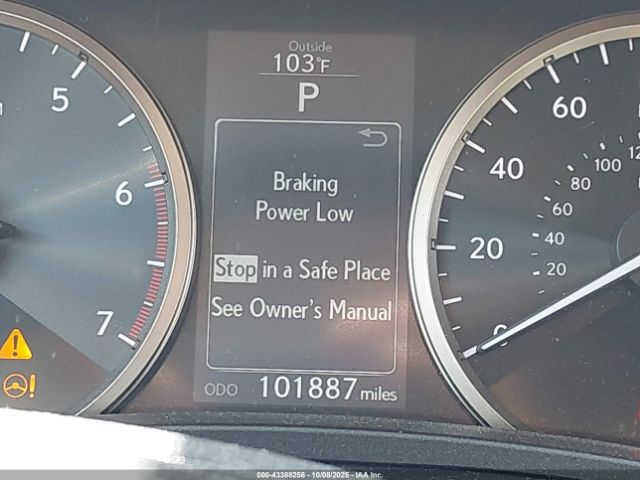 Outside
103°F
P
5
6
7
Braking
Power Low
Stop in a Safe Place
See Owner's Manual
ODO 101887 miles
60
40
20
0
100
80
60
40
20
000-43388256 - 10/08/2025 - IAA Inc.